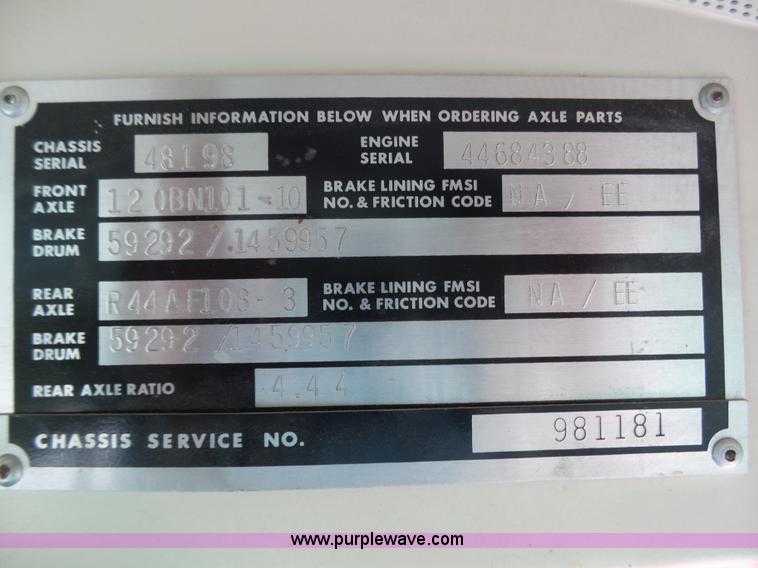 FURNISH INFORMATION BELOW WHEN ORDERING AXLE PARTS
CHASSIS SERIAL 48198 ENGINE SERIAL 44684388
FRONT AXLE 120BN101-10 BRAKE LINING FMSI NO. & FRICTION CODE NA / EE
BRAKE DRUM 59292/1459957
REAR AXLE R44AF108-3 BRAKE LINING FMSI NO. & FRICTION CODE NA / EE
BRAKE DRUM 59292/1459957
REAR AXLE RATIO 4.44
CHASSIS SERVICE NO. 981181
www.purplewave.com